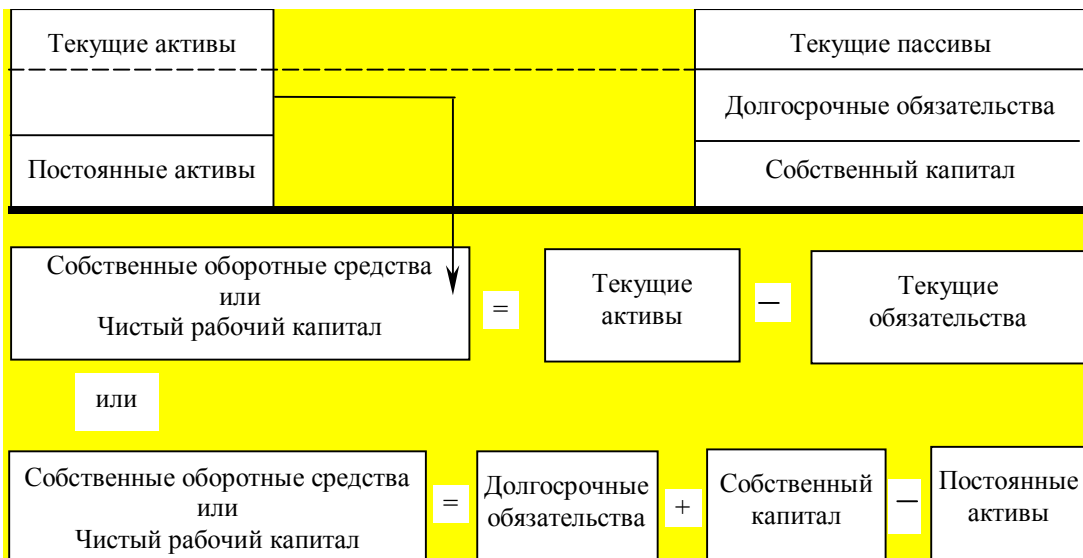 Текущие активы
Текущие пассивы
Долгосрочные обязательства
Постоянные активы
Собственный капитал
Собственные оборотные средства
или
Чистый рабочий капитал
=
Текущие
активы
—
Текущие
обязательства
или
Собственные оборотные средства
или
Чистый рабочий капитал
=
Долгосрочные
обязательства
+
Собственный
капитал
—
Постоянные
активы